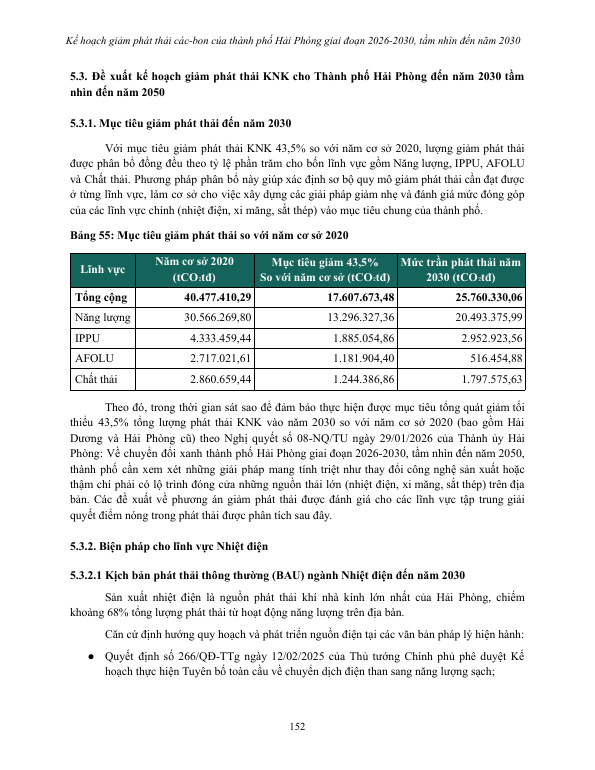 Kế hoạch giảm phát thải các-bon của thành phố Hải Phòng giai đoạn 2026-2030, tầm nhìn đến năm 2030
5.3. Đề xuất kế hoạch giảm phát thải KNK cho Thành phố Hải Phòng đến năm 2030 tầm
nhìn đến năm 2050
5.3.1. Mục tiêu giảm phát thải đến năm 2030
Với mục tiêu giảm phát thải KNK 43,5% so với năm cơ sở 2020, lượng giảm phát thải
được phân bổ đồng đều theo tỷ lệ phần trăm cho bốn lĩnh vực gồm Năng lượng, IPPU, AFOLU
và Chất thải. Phương pháp phân bổ này giúp xác định sơ bộ quy mô giảm phát thải cần đạt được
ở từng lĩnh vực, làm cơ sở cho việc xây dựng các giải pháp giảm nhẹ và đánh giá mức đóng góp
của các lĩnh vực chính (nhiệt điện, xi măng, sắt thép) vào mục tiêu chung của thành phố.
Bảng 55: Mục tiêu giảm phát thải so với năm cơ sở 2020
Lĩnh vực | Năm cơ sở 2020 (tCO₂tđ) | Mục tiêu giảm 43,5% So với năm cơ sở (tCO₂tđ) | Mức trần phát thải năm 2030 (tCO₂tđ)
Tổng cộng | 40.477.410,29 | 17.607.673,48 | 25.760.330,06
Năng lượng | 30.566.269,80 | 13.296.327,36 | 20.493.375,99
IPPU | 4.333.459,44 | 1.885.054,86 | 2.952.923,56
AFOLU | 2.717.021,61 | 1.181.904,40 | 516.454,88
Chất thải | 2.860.659,44 | 1.244.386,86 | 1.797.575,63
Theo đó, trong thời gian sát sao để đảm bảo thực hiện được mục tiêu tổng quát giảm tối
thiểu 43,5% tổng lượng phát thải KNK vào năm 2030 so với năm cơ sở 2020 (bao gồm Hải
Dương và Hải Phòng cũ) theo Nghị quyết số 08-NQ/TU ngày 29/01/2026 của Thành ủy Hải
Phòng: Về chuyển đổi xanh thành phố Hải Phòng giai đoạn 2026-2030, tầm nhìn đến năm 2050,
thành phố cần xem xét những giải pháp mang tính triệt như thay đổi công nghệ sản xuất hoặc
thậm chí phải có lộ trình đóng cửa những nguồn thải lớn (nhiệt điện, xi măng, sắt thép) trên địa
bàn. Các đề xuất về phương án giảm phát thải được đánh giá cho các lĩnh vực tập trung giải
quyết điểm nóng trong phát thải được phân tích sau đây.
5.3.2. Biện pháp cho lĩnh vực Nhiệt điện
5.3.2.1 Kịch bản phát thải thông thường (BAU) ngành Nhiệt điện đến năm 2030
Sản xuất nhiệt điện là nguồn phát thải khí nhà kính lớn nhất của Hải Phòng, chiếm
khoảng 68% tổng lượng phát thải từ hoạt động năng lượng trên địa bàn.
Căn cứ định hướng quy hoạch và phát triển nguồn điện tại các văn bản pháp lý hiện hành:
● Quyết định số 266/QĐ-TTg ngày 12/02/2025 của Thủ tướng Chính phủ phê duyệt Kế
hoạch thực hiện Tuyên bố toàn cầu về chuyển dịch điện than sang năng lượng sạch;
152